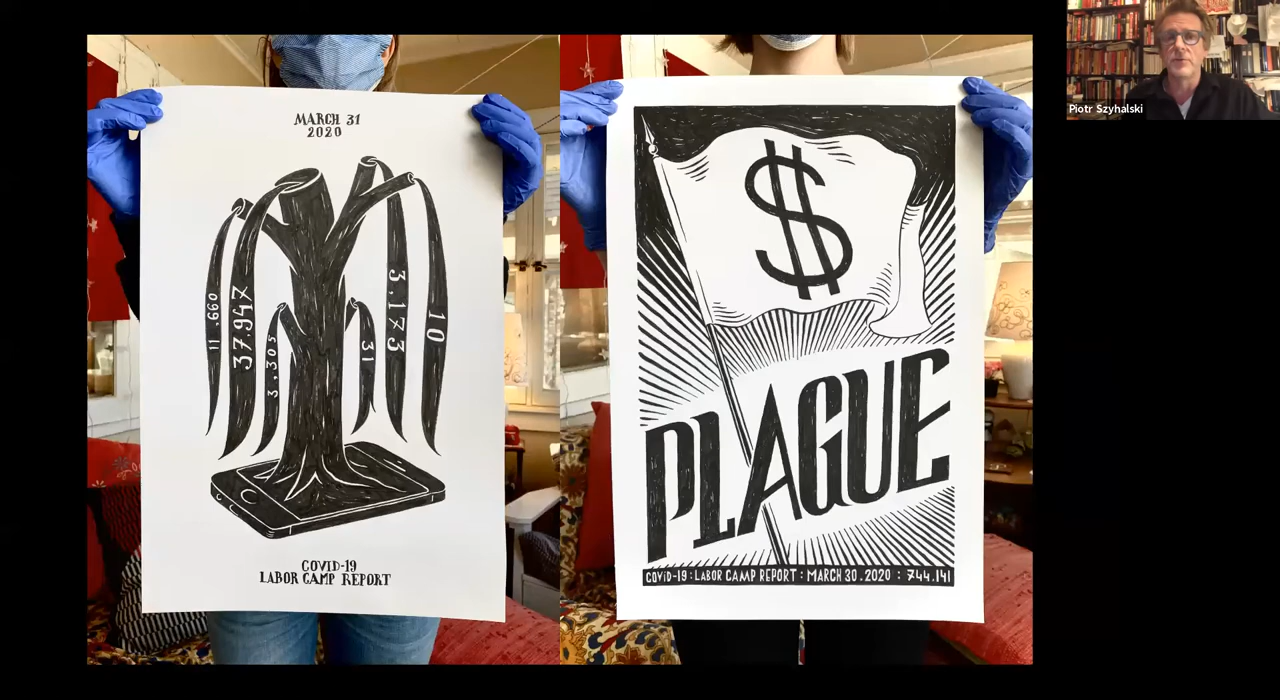 MARCH 31
2020
11.660
37.947
3,305
31
3,173
10
COVID-19
LABOR CAMP REPORT
$
PLAGUE
COVID-19 : LABOR CAMP REPORT : MARCH 30.2020 : 744.141
Piotr Szyhalski